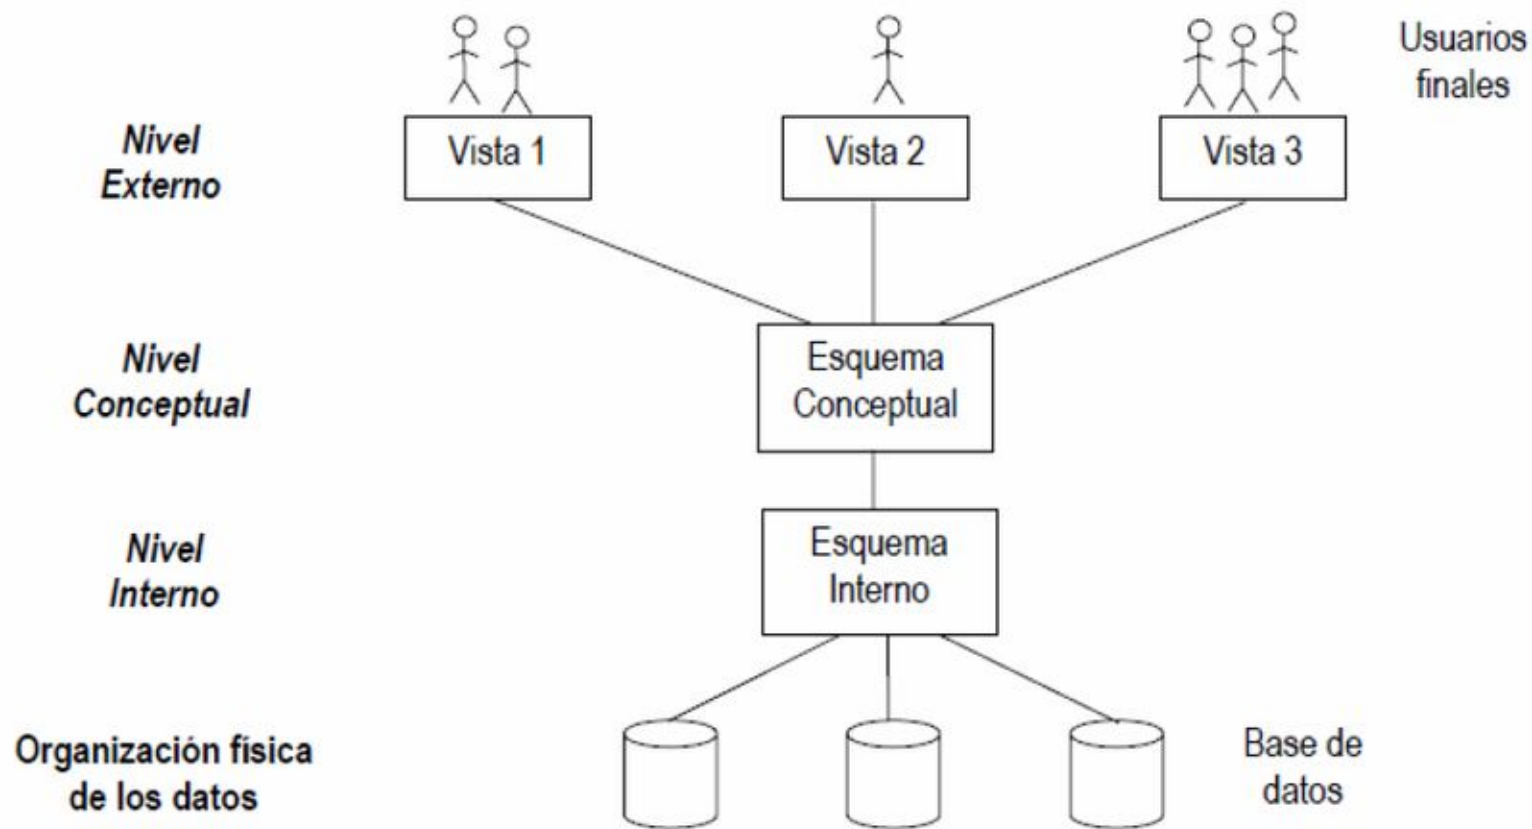 Usuarios
finales
Nivel
Externo
Vista 1
Vista 2
Vista 3
Nivel
Conceptual
Esquema
Conceptual
Nivel
Interno
Esquema
Interno
Organización física
de los datos
Base de
datos